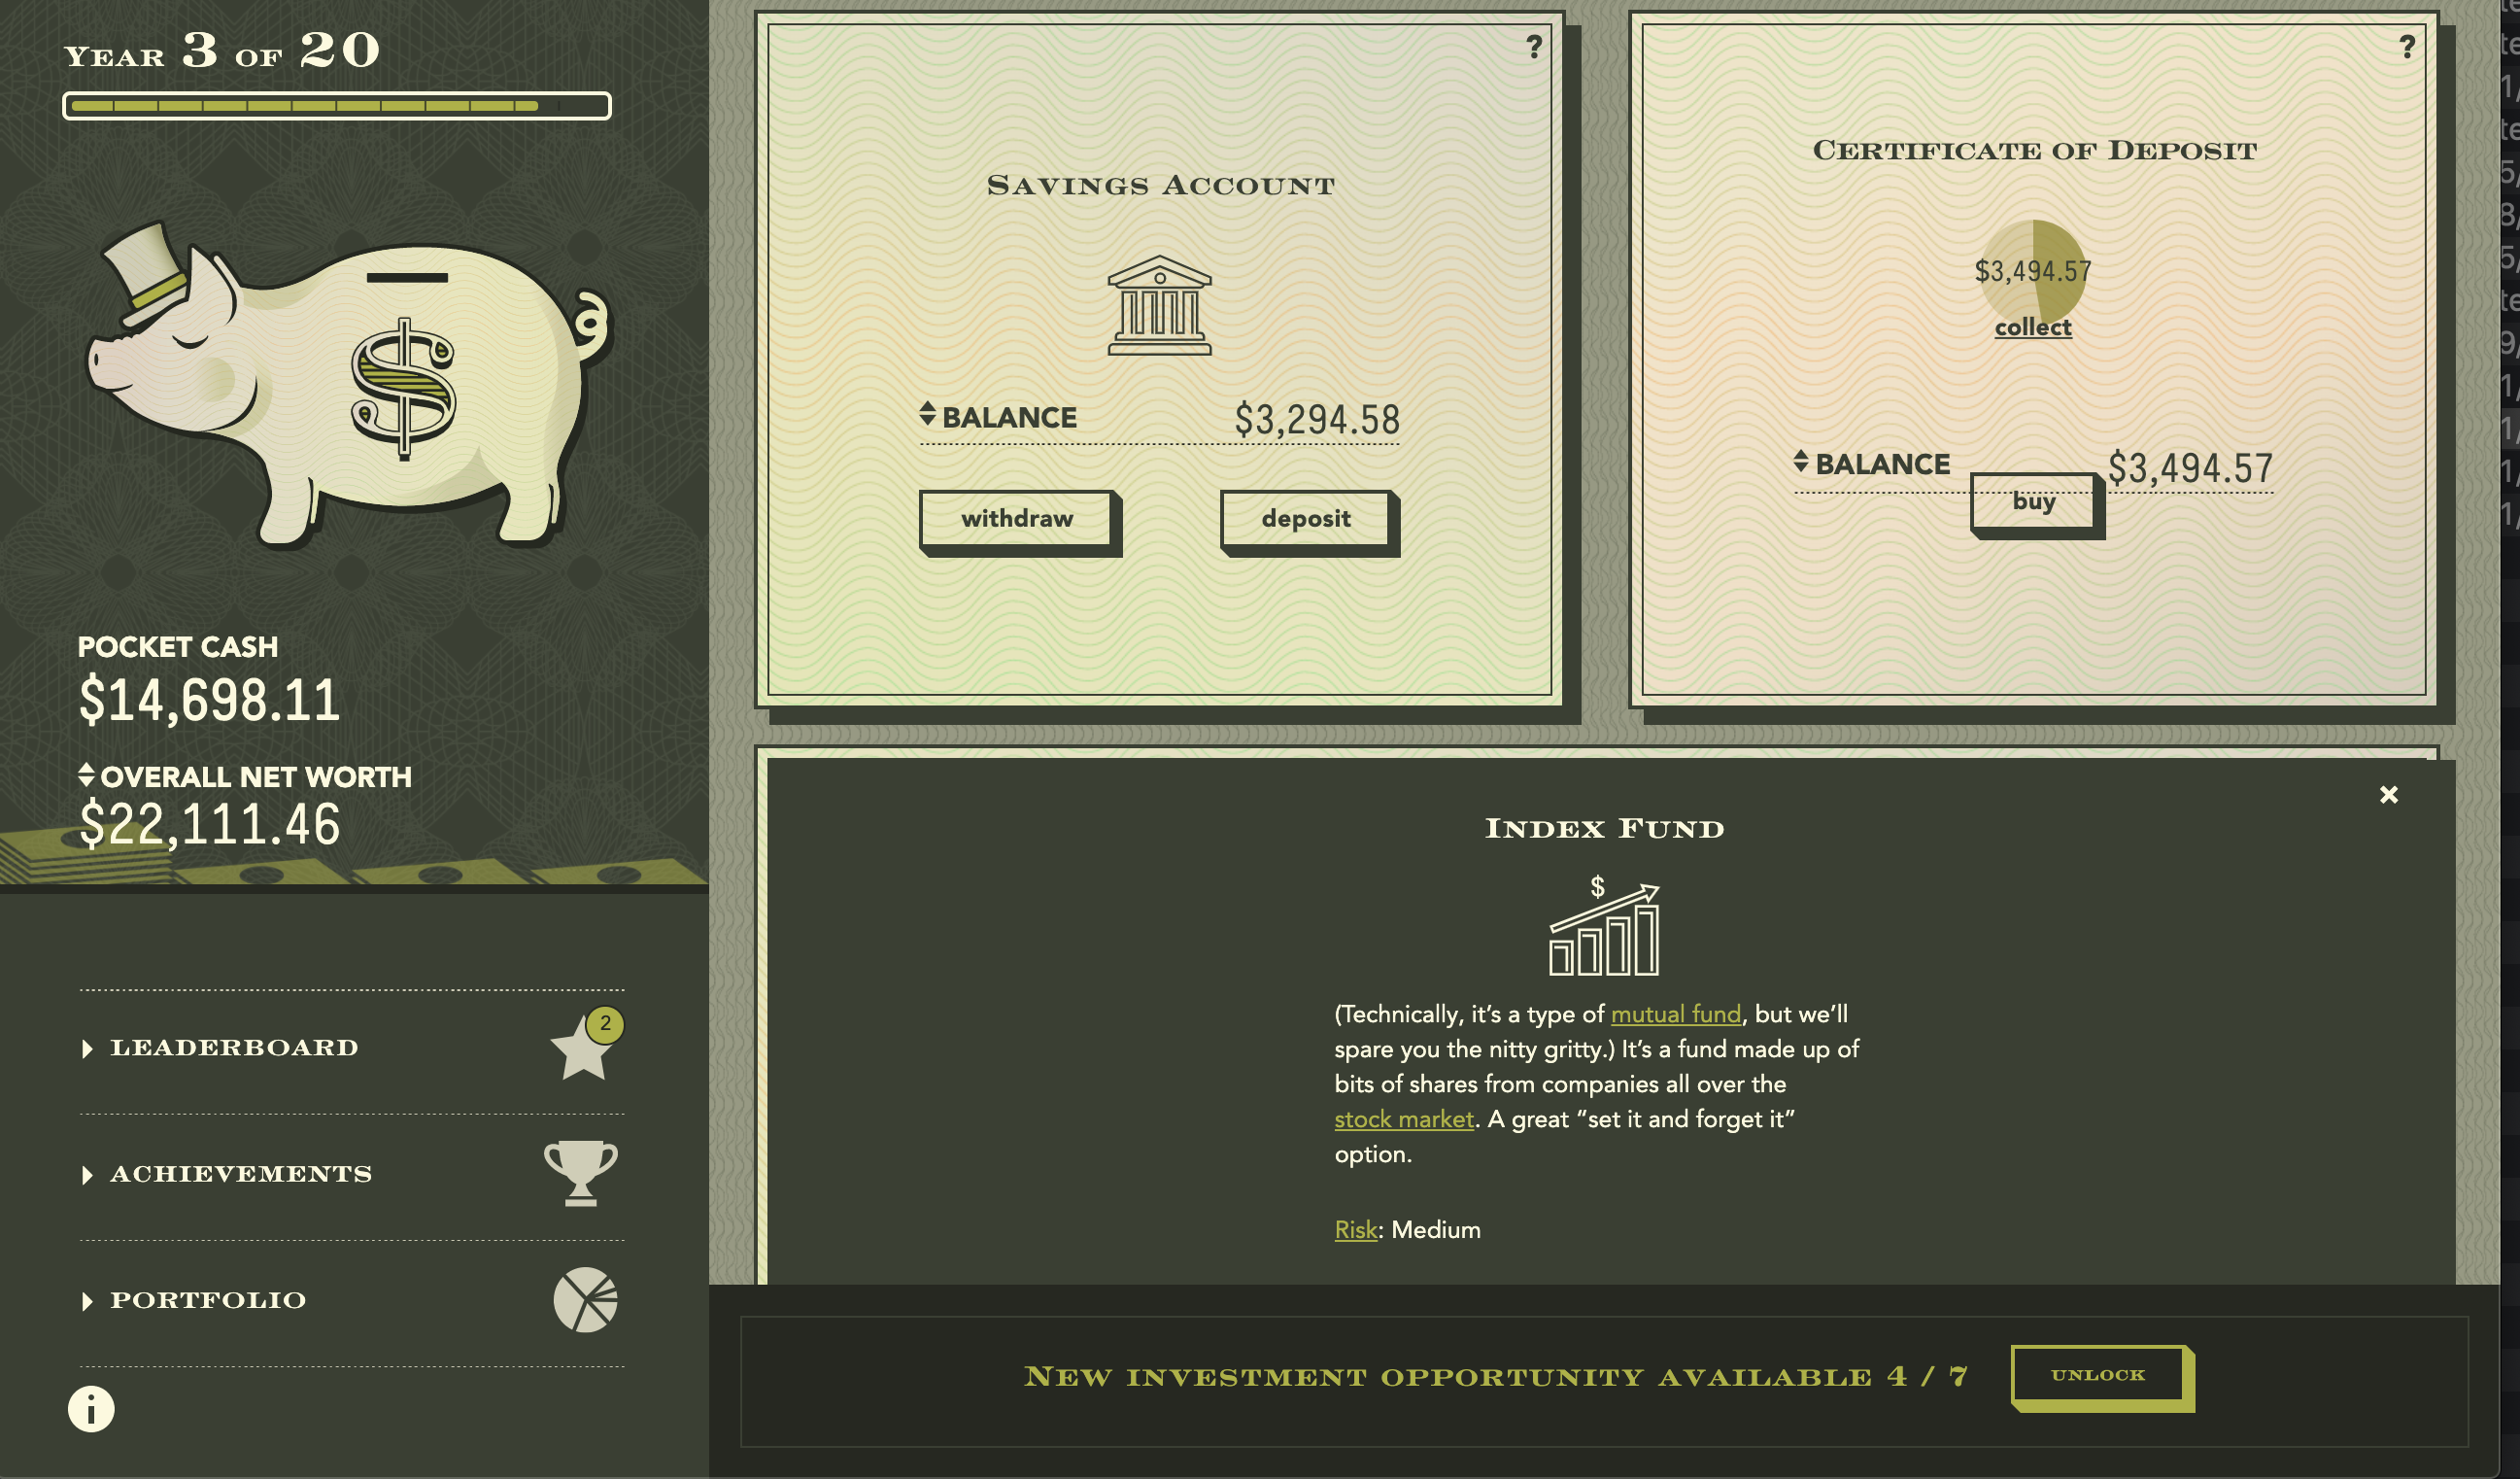 YEAR 3 OF 20
POCKET CASH
$14,698.11
OVERALL NET WORTH
$22,111.46
LEADERBOARD
2
ACHIEVEMENTS
PORTFOLIO
i
?
SAVINGS ACCOUNT
BALANCE $3,294.58
withdraw deposit
?
CERTIFICATE OF DEPOSIT
$3,494.57
collect
BALANCE $3,494.57
buy
×
INDEX FUND
$
(Technically, it’s a type of mutual fund, but we’ll
spare you the nitty gritty.) It’s a fund made up of
bits of shares from companies all over the
stock market. A great “set it and forget it”
option.
Risk: Medium
NEW INVESTMENT OPPORTUNITY AVAILABLE 4 / 7 UNLOCK